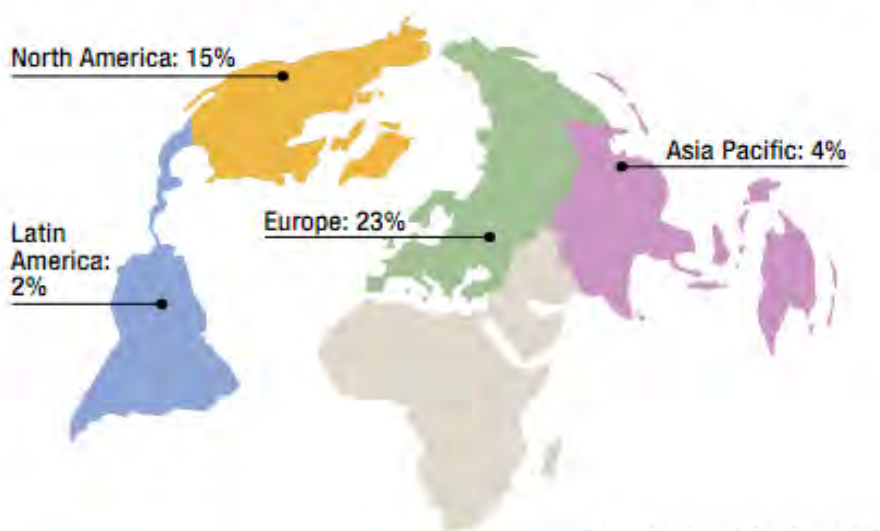 North America: 15%
Asia Pacific: 4%
Europe: 23%
Latin
America:
2%